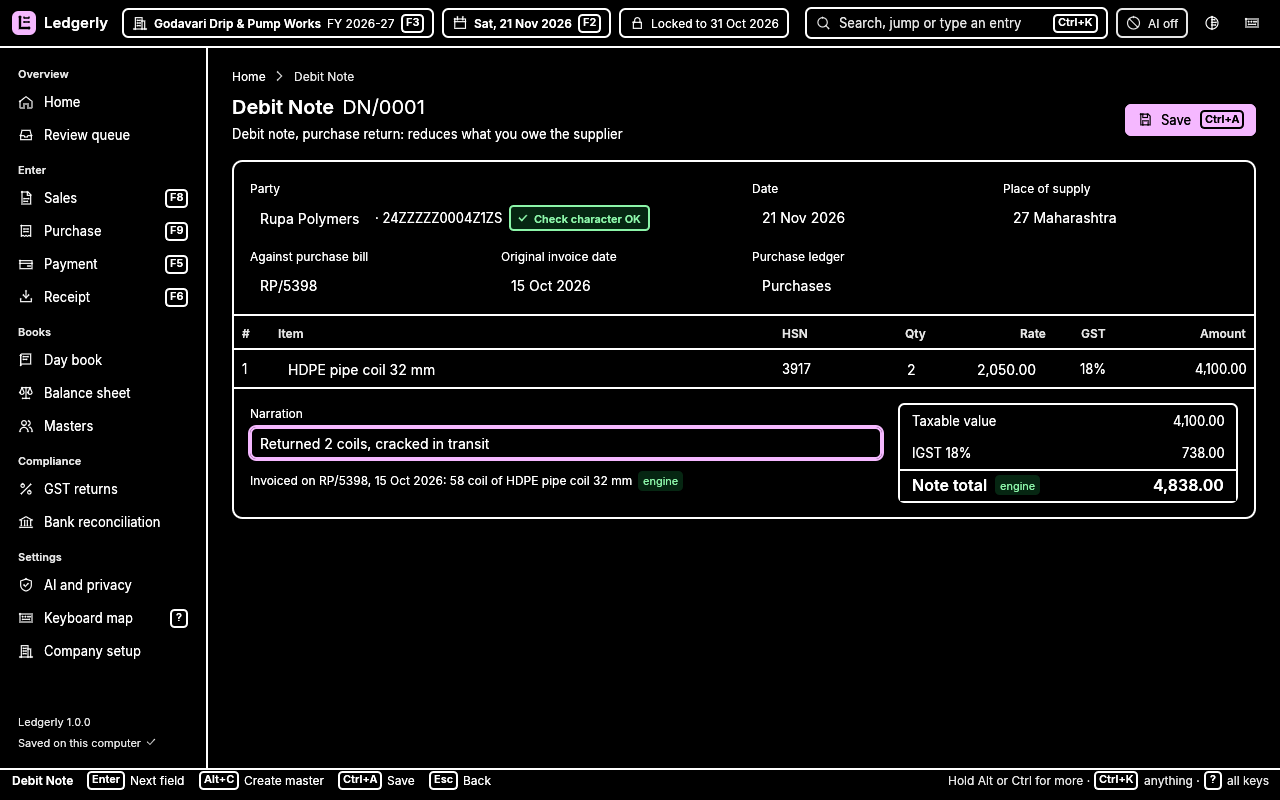 Ledgerly
Godavari Drip & Pump Works FY 2026-27 F3
Sat, 21 Nov 2026 F2
Locked to 31 Oct 2026
Search, jump or type an entry Ctrl+K
AI off
Overview
Home
Review queue
Enter
Sales F8
Purchase F9
Payment F5
Receipt F6
Books
Day book
Balance sheet
Masters
Compliance
GST returns
Bank reconciliation
Settings
AI and privacy
Keyboard map ?
Company setup
Ledgerly 1.0.0
Saved on this computer
Home Debit Note
Debit Note DN/0001
Debit note, purchase return: reduces what you owe the supplier
Save Ctrl+A
Party Date Place of supply
Rupa Polymers · 24ZZZZZ0004Z1ZS Check character OK 21 Nov 2026 27 Maharashtra
Against purchase bill Original invoice date Purchase ledger
RP/5398 15 Oct 2026 Purchases
# Item HSN Qty Rate GST Amount
1 HDPE pipe coil 32 mm 3917 2 2,050.00 18% 4,100.00
Narration
Returned 2 coils, cracked in transit
Invoiced on RP/5398, 15 Oct 2026: 58 coil of HDPE pipe coil 32 mm engine
Taxable value 4,100.00
IGST 18% 738.00
Note total engine 4,838.00
Debit Note Enter Next field Alt+C Create master Ctrl+A Save Esc Back
Hold Alt or Ctrl for more · Ctrl+K anything · ? all keys